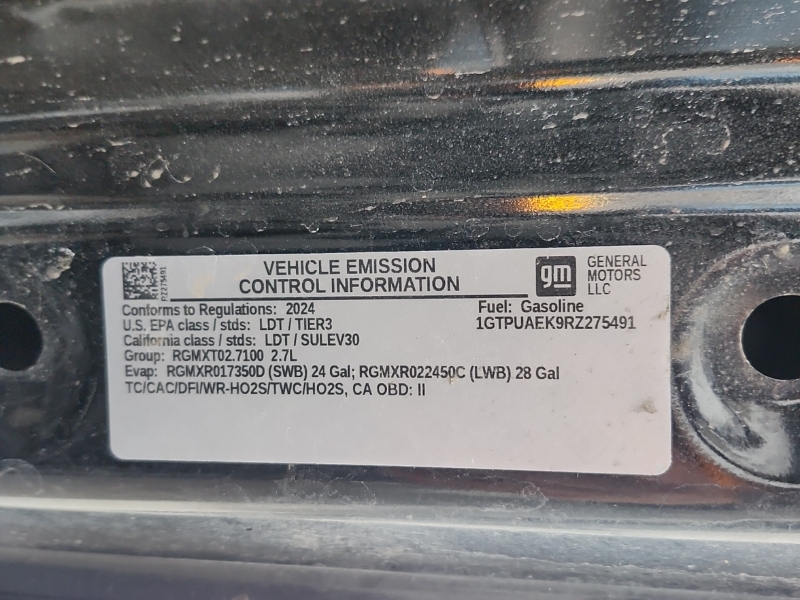 VEHICLE EMISSION
CONTROL INFORMATION
gm
GENERAL
MOTORS
LLC
RZ275491
Conforms to Regulations: 2024
Fuel: Gasoline
U.S. EPA class / stds: LDT / TIER3
1GTPUAEK9RZ275491
California class / stds: LDT / SULEV30
Group: RGMXT02.7100 2.7L
Evap: RGMXR017350D (SWB) 24 Gal; RGMXR022450C (LWB) 28 Gal
TC/CAC/DFI/WR-HO2S/TWC/HO2S, CA OBD: II